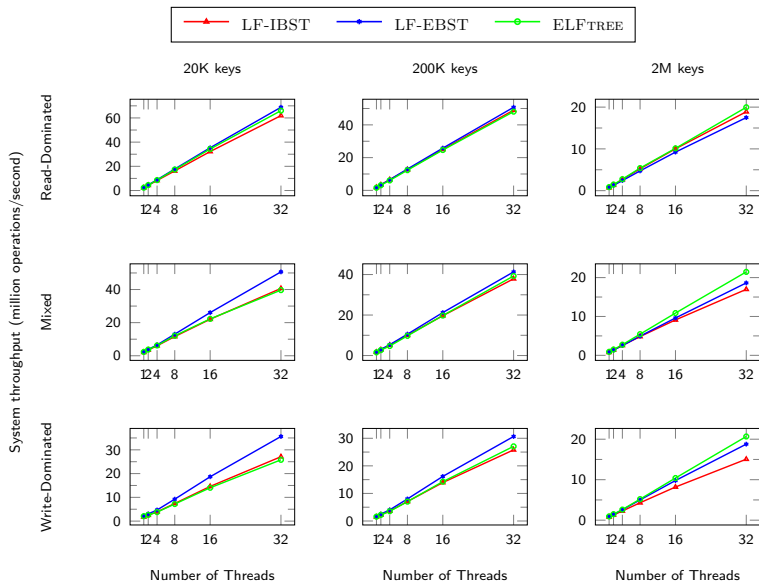 LF-IBST LF-EBST ELFTREE
20K keys 200K keys 2M keys
System throughput (million operations/second)
Read-Dominated
60
40
20
0
1 2 4 8 16 32
40
20
0
1 2 4 8 16 32
20
10
0
1 2 4 8 16 32
Mixed
40
20
0
1 2 4 8 16 32
40
20
0
1 2 4 8 16 32
20
10
0
1 2 4 8 16 32
Write-Dominated
30
20
10
0
1 2 4 8 16 32
30
20
10
0
1 2 4 8 16 32
20
10
0
1 2 4 8 16 32
Number of Threads Number of Threads Number of Threads